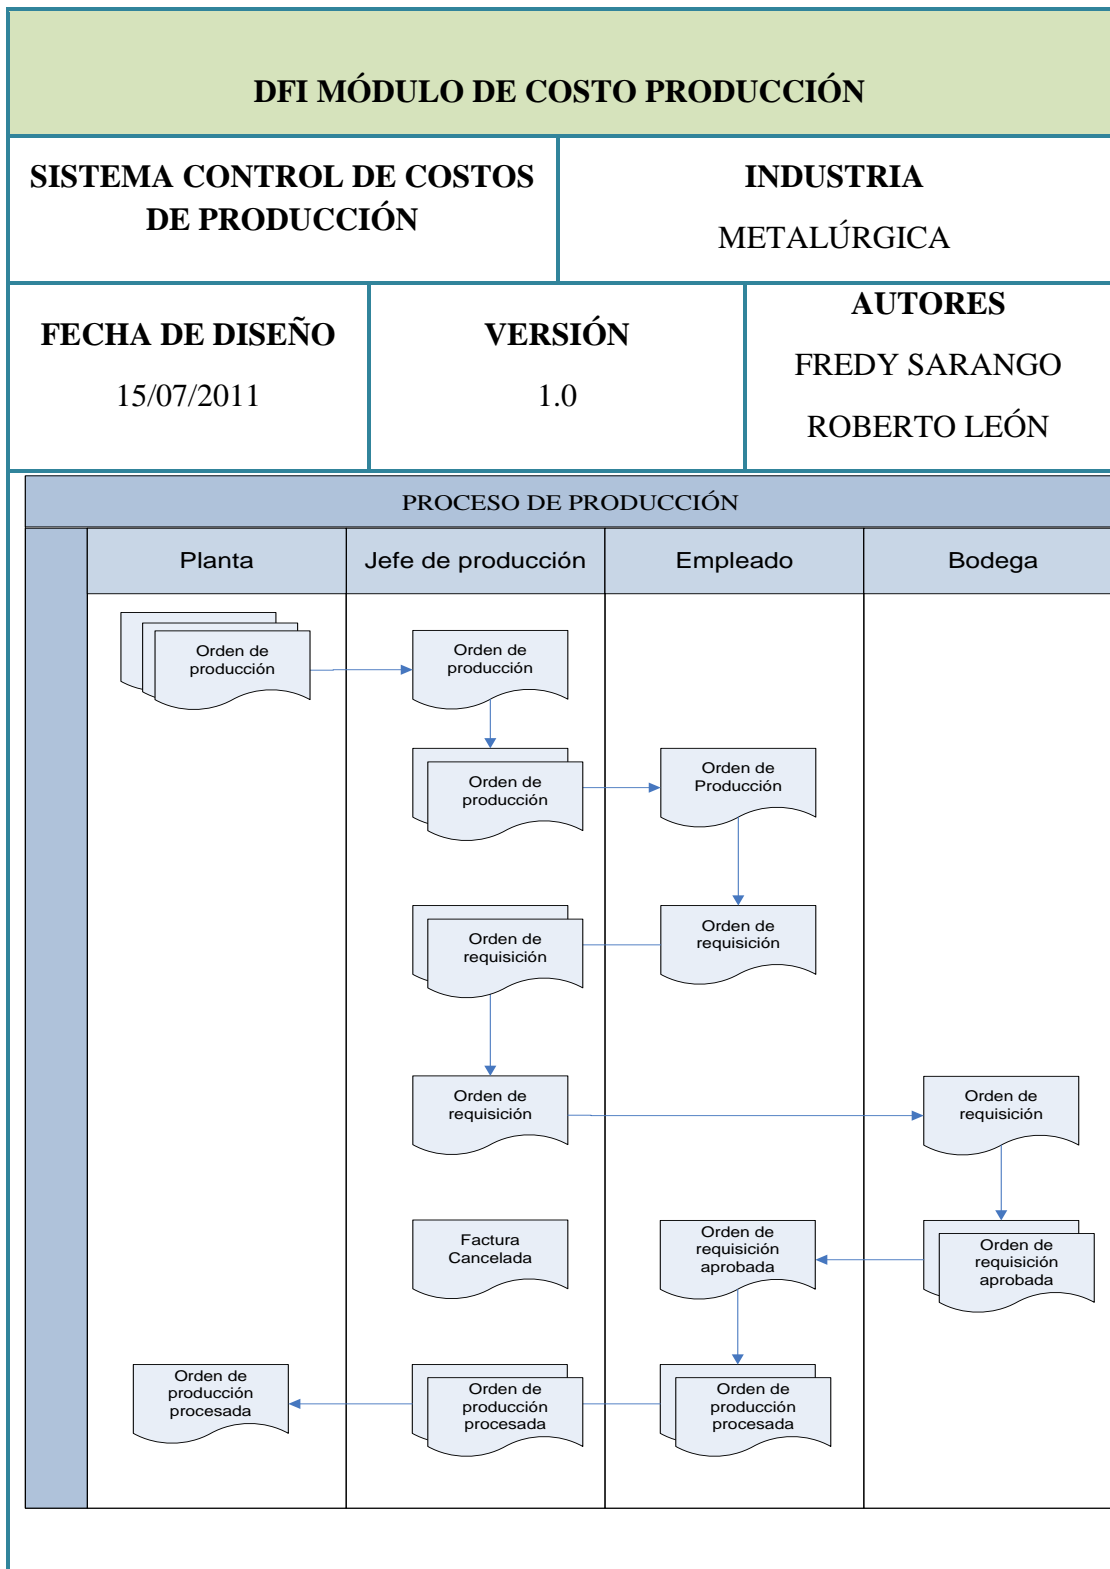 DFI MÓDULO DE COSTO PRODUCCIÓN
SISTEMA CONTROL DE COSTOS
DE PRODUCCIÓN
INDUSTRIA
METALÚRGICA
FECHA DE DISEÑO
15/07/2011
VERSIÓN
1.0
AUTORES
FREDY SARANGO
ROBERTO LEÓN
PROCESO DE PRODUCCIÓN
Planta
Jefe de producción
Empleado
Bodega
Orden de
producción
Orden de
producción
Orden de
producción
Orden de
Producción
Orden de
requisición
Orden de
requisición
Orden de
requisición
Orden de
requisición
Factura
Cancelada
Orden de
requisición
aprobada
Orden de
requisición
aprobada
Orden de
producción
procesada
Orden de
producción
procesada
Orden de
producción
procesada